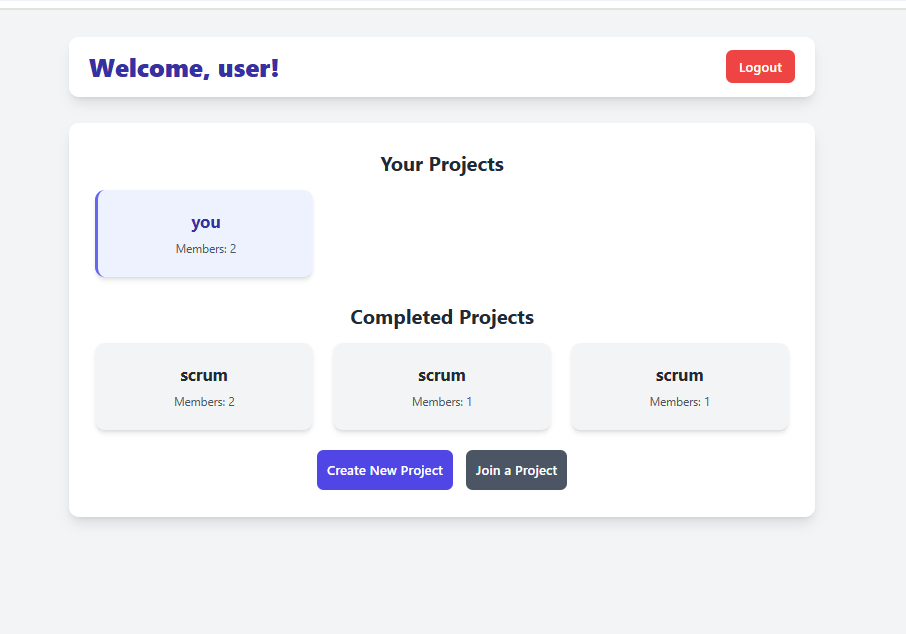 Welcome, user!
Logout
Your Projects
you
Members: 2
Completed Projects
scrum
Members: 2
scrum
Members: 1
scrum
Members: 1
Create New Project
Join a Project